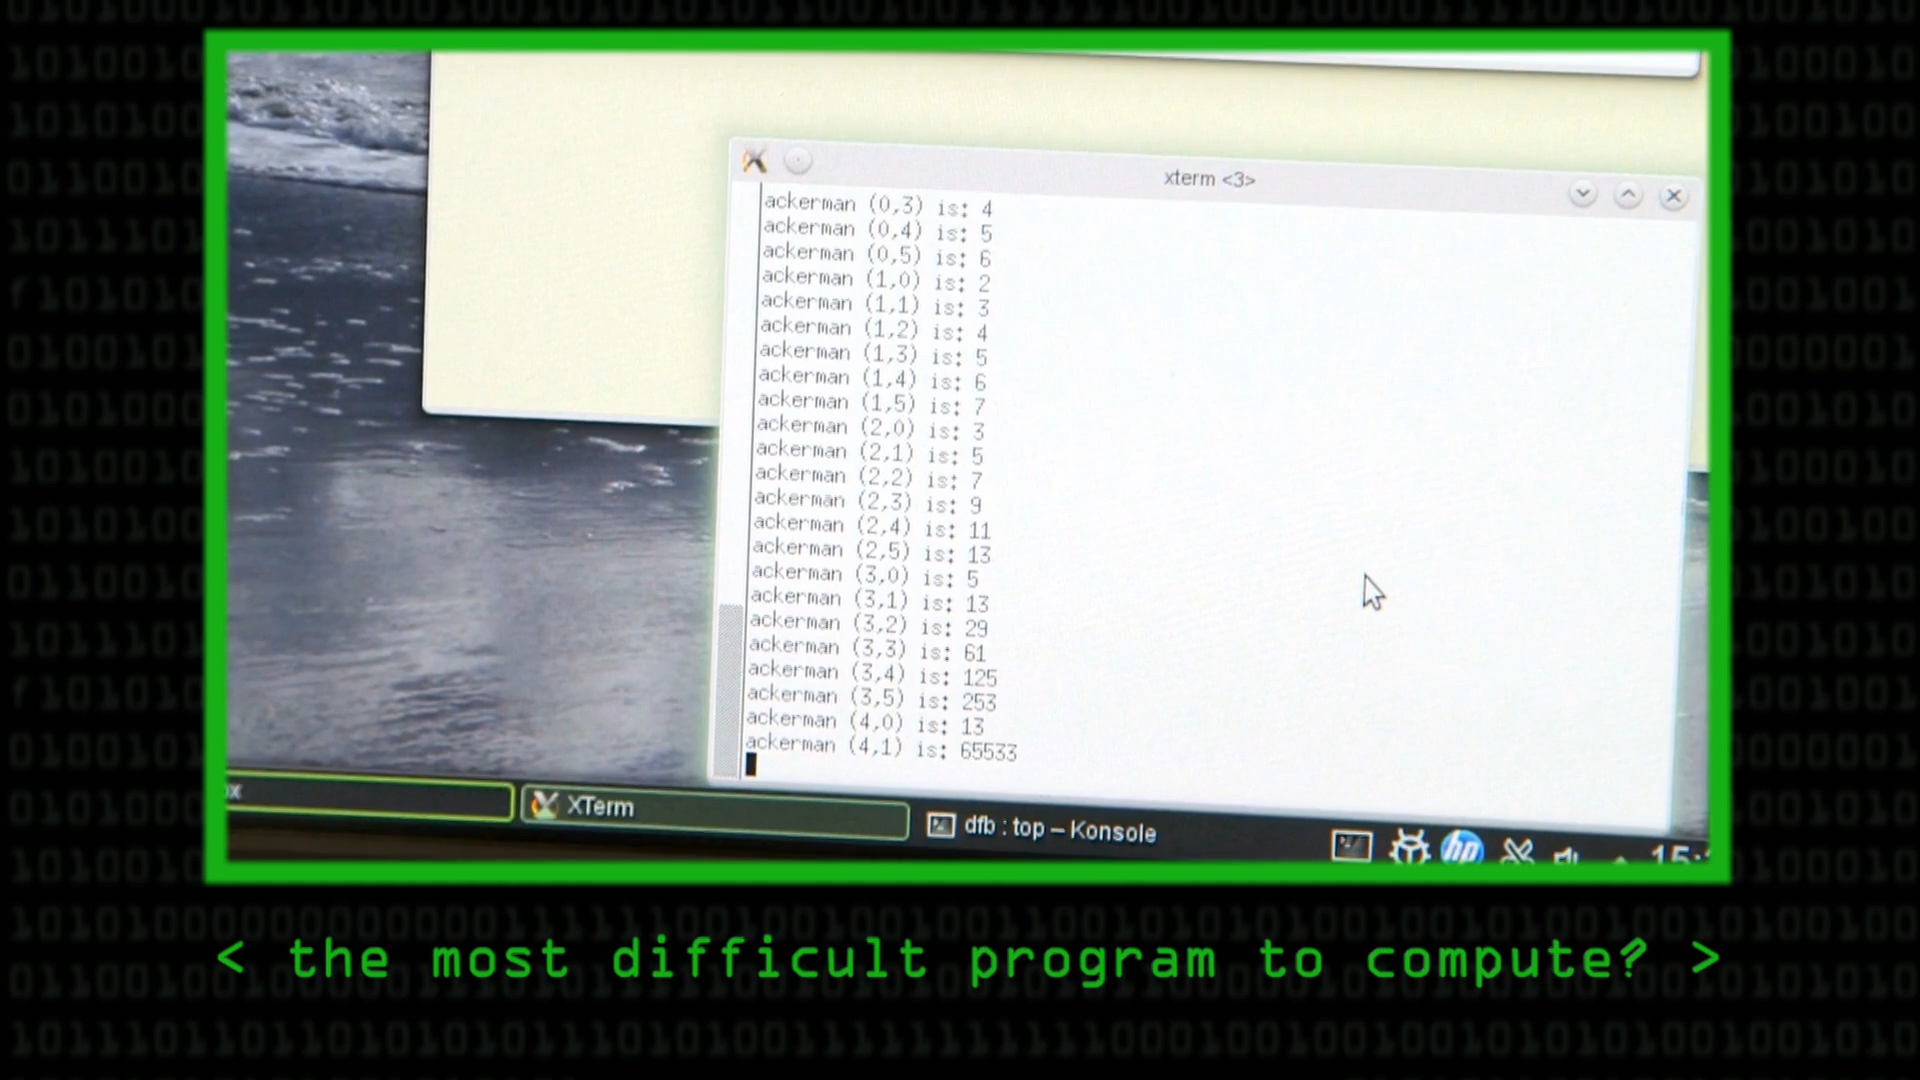 xterm <3>
ackerman (0,3) is: 4
ackerman (0,4) is: 5
ackerman (0,5) is: 6
ackerman (1,0) is: 2
ackerman (1,1) is: 3
ackerman (1,2) is: 4
ackerman (1,3) is: 5
ackerman (1,4) is: 6
ackerman (1,5) is: 7
ackerman (2,0) is: 3
ackerman (2,1) is: 5
ackerman (2,2) is: 7
ackerman (2,3) is: 9
ackerman (2,4) is: 11
ackerman (2,5) is: 13
ackerman (3,0) is: 5
ackerman (3,1) is: 13
ackerman (3,2) is: 29
ackerman (3,3) is: 61
ackerman (3,4) is: 125
ackerman (3,5) is: 253
ackerman (4,0) is: 13
ackerman (4,1) is: 65533
XTerm
dfb : top – Konsole
hp
< the most difficult program to compute? >